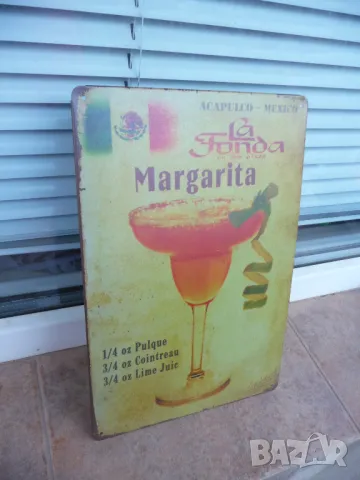 ACAPULCO - MEXICO
La
Fonda
Margarita
1/4 oz Pulque
3/4 oz Cointreau
3/4 oz Lime Juic
BAZAR